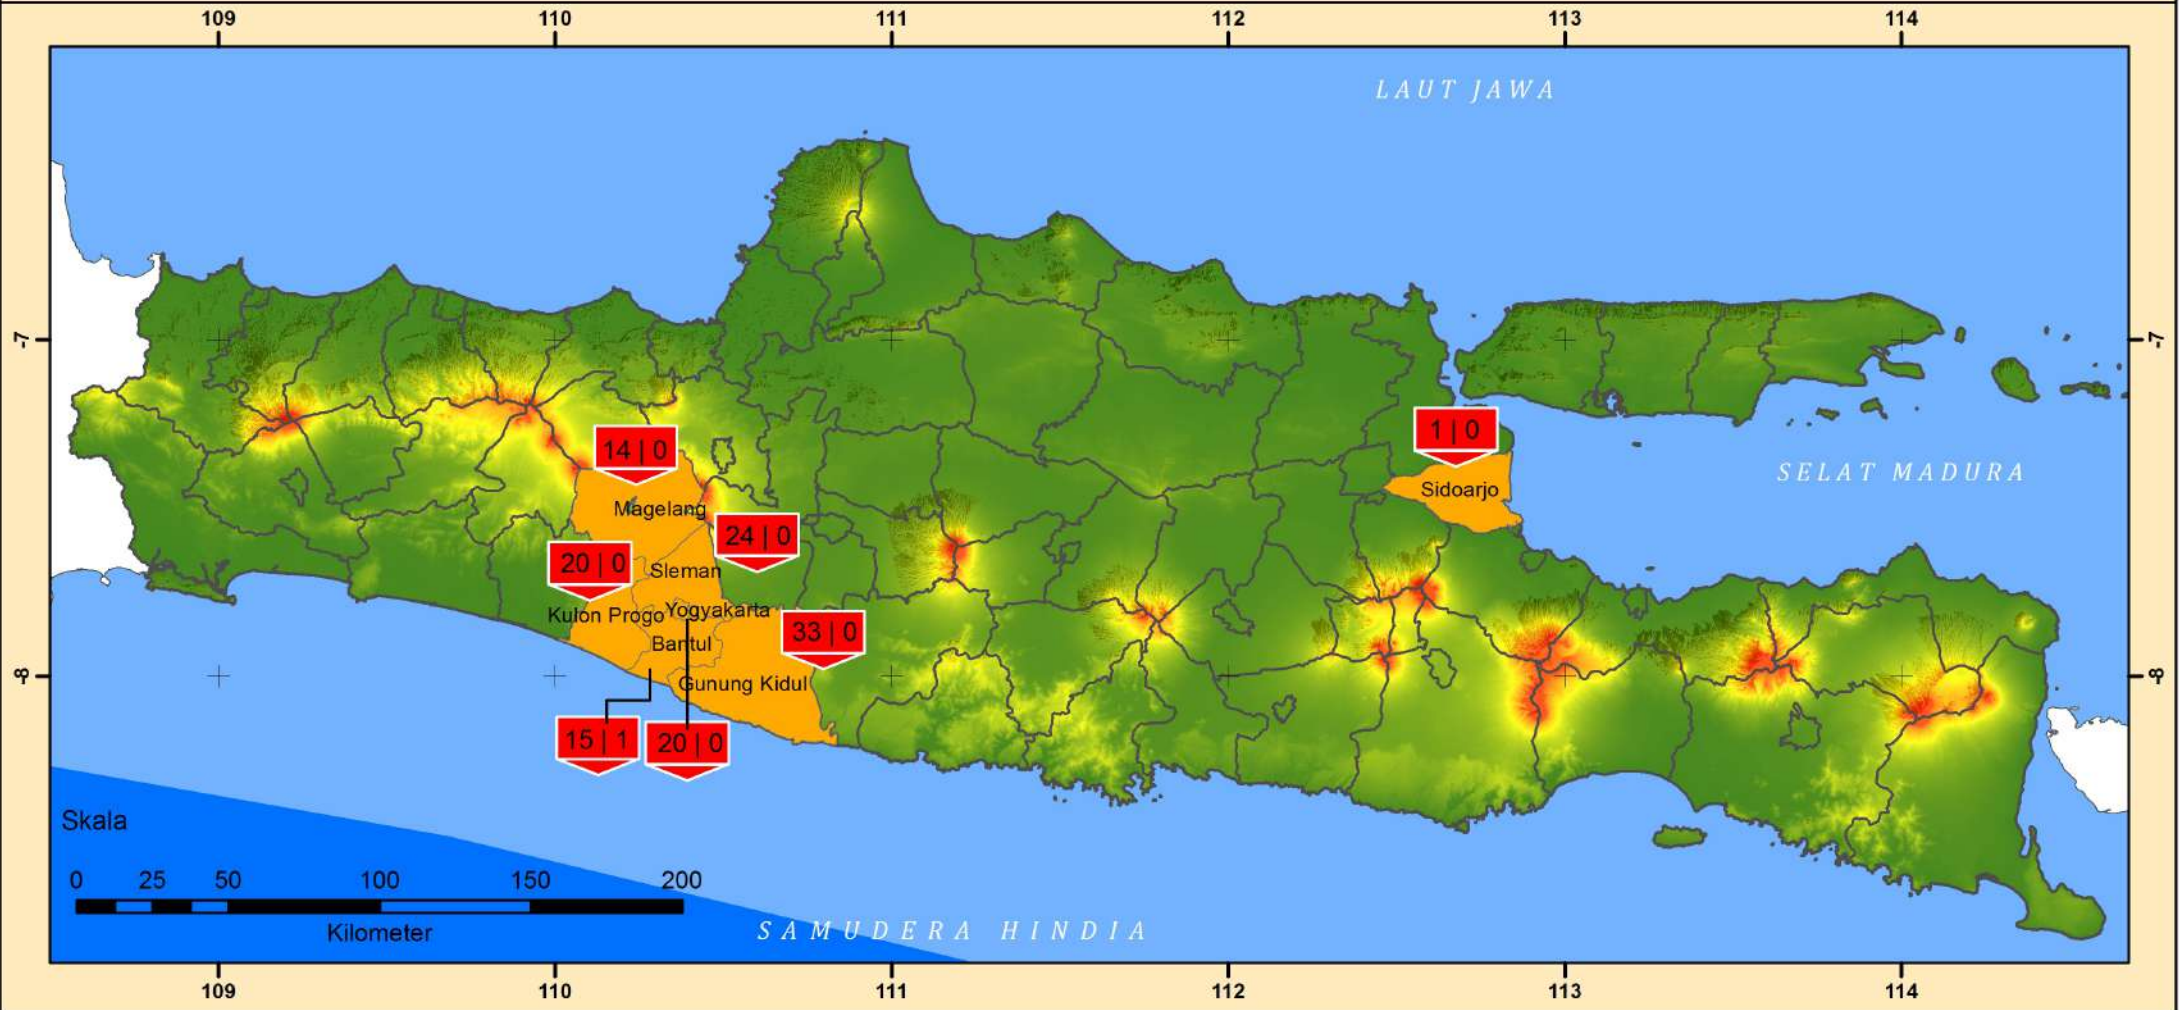 109 110 111 112 113 114
LAUT JAWA
-7 -7
1 | 0
14 | 0
SELAT MADURA
Sidoarjo
Magelang
24 | 0
20 | 0
Sleman
Yogyakarta
Kulon Progo
33 | 0
Bantul
-8 -8
Gunung Kidul
15 | 1 20 | 0
Skala
0 25 50 100 150 200
Kilometer
SAMUDERA HINDIA
109 110 111 112 113 114